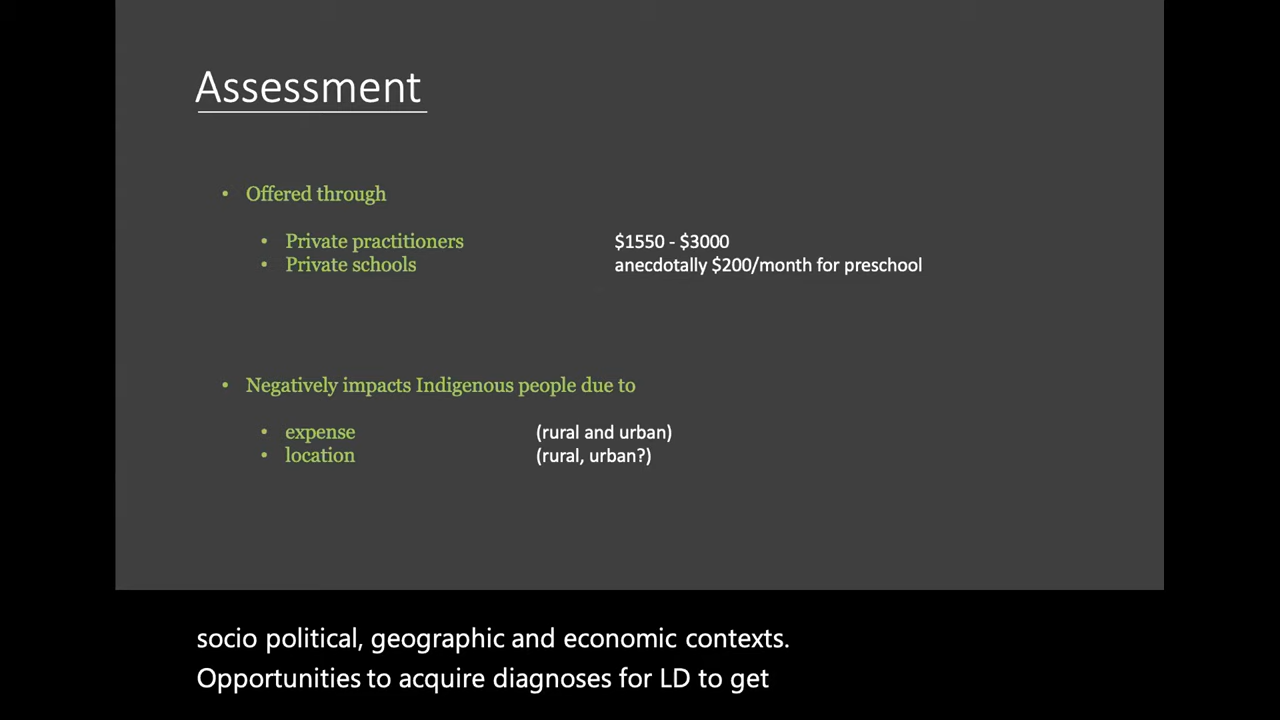 Assessment
• Offered through
• Private practitioners $1550 - $3000
• Private schools anecdotally $200/month for preschool
• Negatively impacts Indigenous people due to
• expense (rural and urban)
• location (rural, urban?)
socio political, geographic and economic contexts.
Opportunities to acquire diagnoses for LD to get